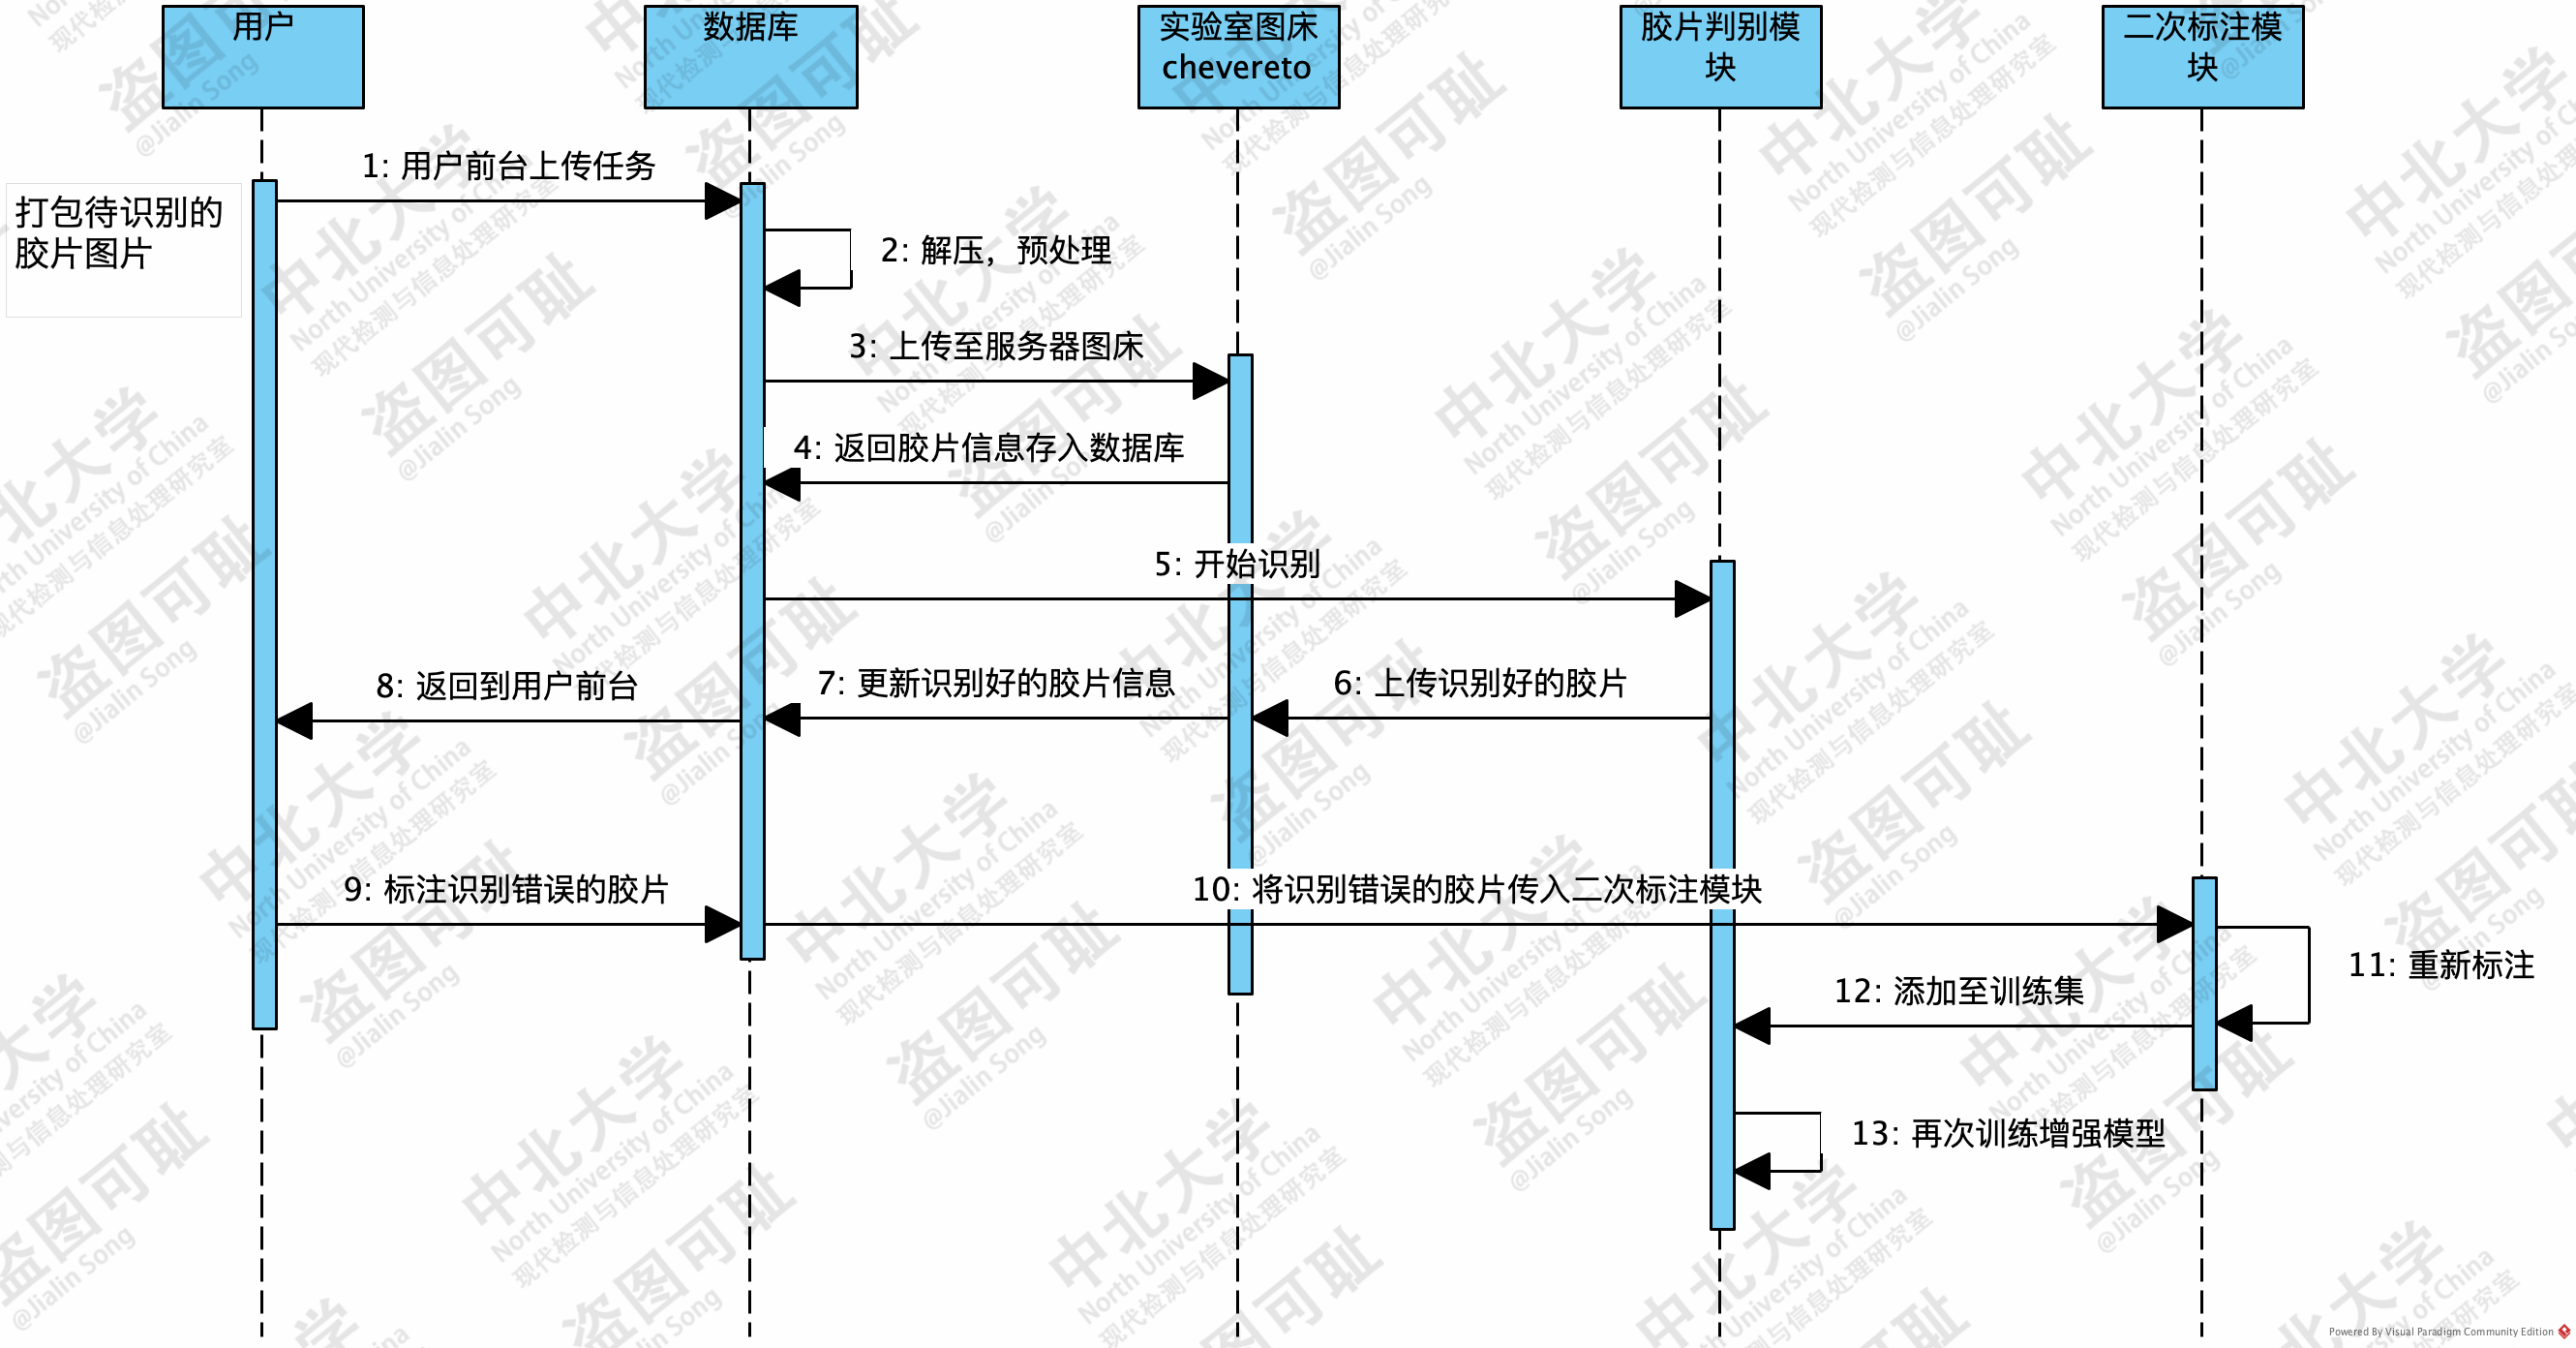 用户
数据库
实验室图床
chevereto
胶片判别模
块
二次标注模
块
打包待识别的
胶片图片
1: 用户前台上传任务
2: 解压，预处理
3: 上传至服务器图床
4: 返回胶片信息存入数据库
5: 开始识别
6: 上传识别好的胶片
7: 更新识别好的胶片信息
8: 返回到用户前台
9: 标注识别错误的胶片
10: 将识别错误的胶片传入二次标注模块
11: 重新标注
12: 添加至训练集
13: 再次训练增强模型
中北大学
North University of China
现代检测与信息处理研究室
盗图可耻
@Jialin Song
Powered By Visual Paradigm Community Edition